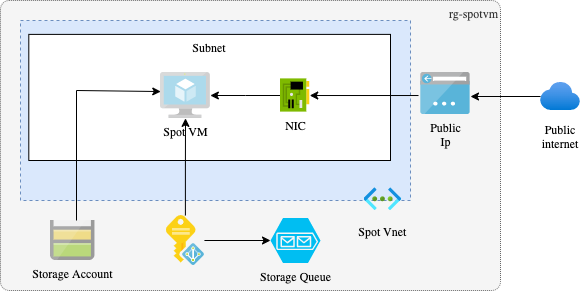 rg-spotvm
Subnet
Spot VM
NIC
Public
Ip
Public
internet
Spot Vnet
Storage Account
Storage Queue